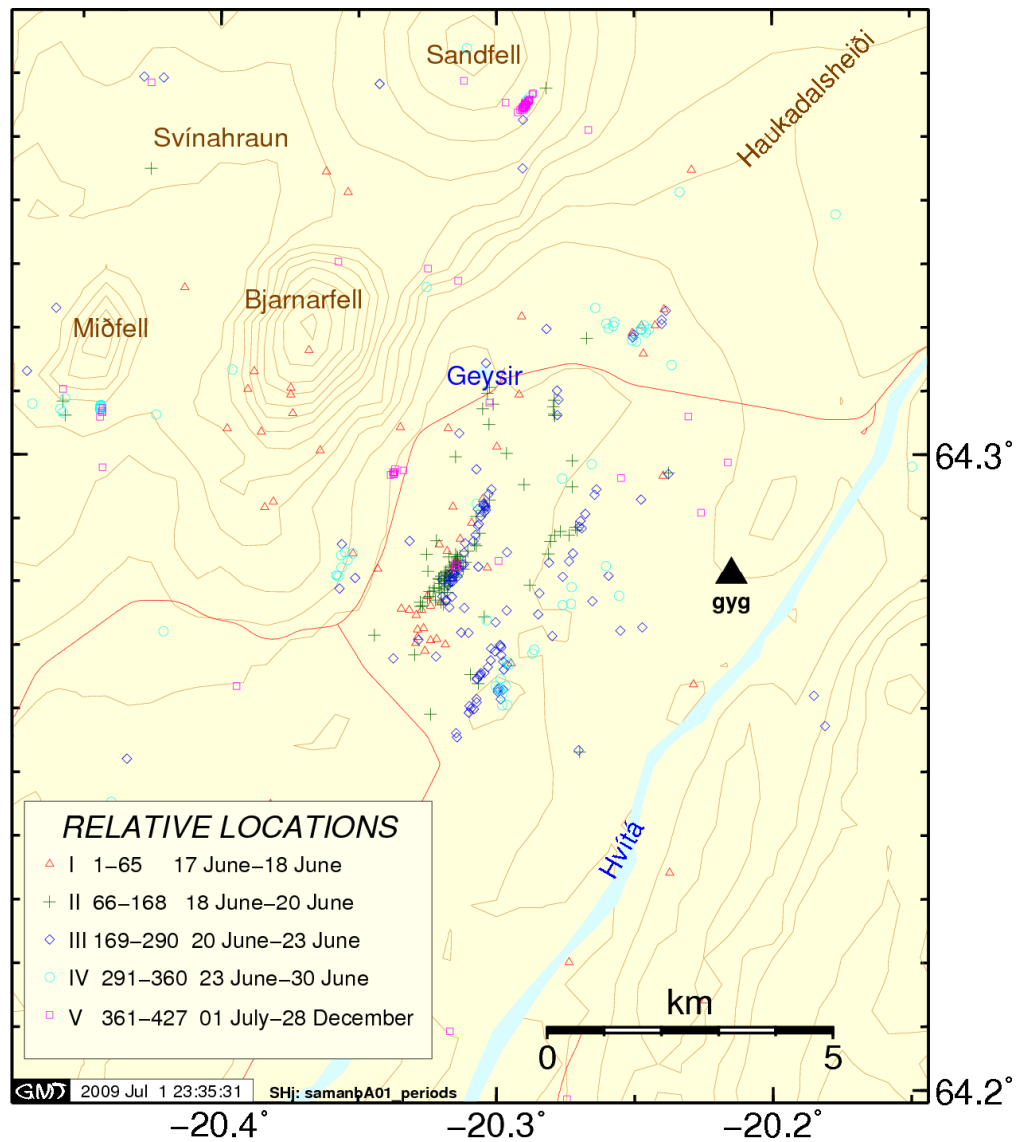 Sandfell
Haukadalsheiði
Svínahraun
Bjarnarfell
Miðfell
Geysir
64.3°
gyg
Hvítá
RELATIVE LOCATIONS
I 1–65 17 June–18 June
II 66–168 18 June–20 June
III 169–290 20 June–23 June
IV 291–360 23 June–30 June
V 361–427 01 July–28 December
km
0 5
GMT 2009 Jul 1 23:35:31 SHj: samanbA01 periods
64.2°
-20.4° -20.3° -20.2°